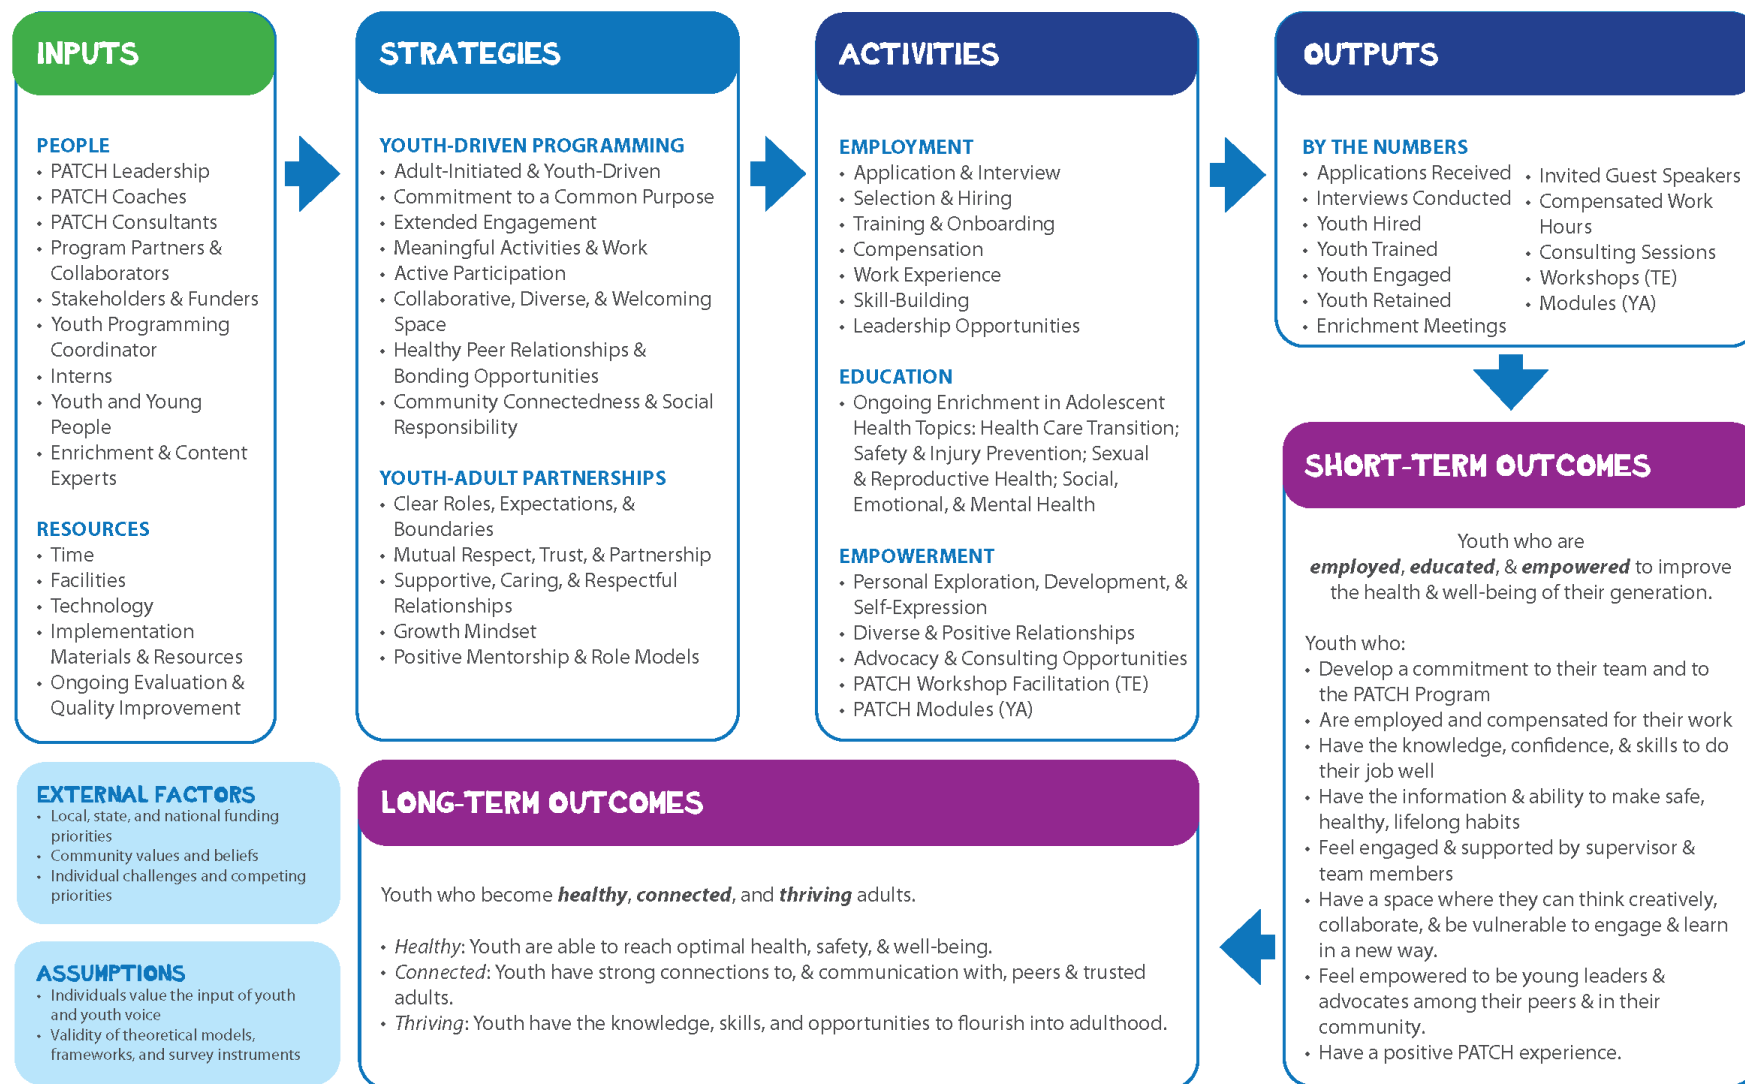 INPUTS
PEOPLE
• PATCH Leadership
• PATCH Coaches
• PATCH Consultants
• Program Partners &
Collaborators
• Stakeholders & Funders
• Youth Programming
Coordinator
• Interns
• Youth and Young
People
• Enrichment & Content
Experts
RESOURCES
• Time
• Facilities
• Technology
• Implementation
Materials & Resources
• Ongoing Evaluation &
Quality Improvement
STRATEGIES
YOUTH-DRIVEN PROGRAMMING
• Adult-Initiated & Youth-Driven
• Commitment to a Common Purpose
• Extended Engagement
• Meaningful Activities & Work
• Active Participation
• Collaborative, Diverse, & Welcoming
Space
• Healthy Peer Relationships &
Bonding Opportunities
• Community Connectedness & Social
Responsibility
YOUTH-ADULT PARTNERSHIPS
• Clear Roles, Expectations, &
Boundaries
• Mutual Respect, Trust, & Partnership
• Supportive, Caring, & Respectful
Relationships
• Growth Mindset
• Positive Mentorship & Role Models
ACTIVITIES
EMPLOYMENT
• Application & Interview
• Selection & Hiring
• Training & Onboarding
• Compensation
• Work Experience
• Skill-Building
• Leadership Opportunities
EDUCATION
• Ongoing Enrichment in Adolescent
Health Topics: Health Care Transition;
Safety & Injury Prevention; Sexual
& Reproductive Health; Social,
Emotional, & Mental Health
EMPOWERMENT
• Personal Exploration, Development, &
Self-Expression
• Diverse & Positive Relationships
• Advocacy & Consulting Opportunities
• PATCH Workshop Facilitation (TE)
• PATCH Modules (YA)
OUTPUTS
BY THE NUMBERS
• Applications Received
• Interviews Conducted
• Youth Hired
• Youth Trained
• Youth Engaged
• Youth Retained
• Enrichment Meetings
• Invited Guest Speakers
• Compensated Work
Hours
• Consulting Sessions
• Workshops (TE)
• Modules (YA)
SHORT-TERM OUTCOMES
Youth who are
employed, educated, & empowered to improve
the health & well-being of their generation.
Youth who:
• Develop a commitment to their team and to
the PATCH Program
• Are employed and compensated for their work
• Have the knowledge, confidence, & skills to do
their job well
• Have the information & ability to make safe,
healthy, lifelong habits
• Feel engaged & supported by supervisor &
team members
• Have a space where they can think creatively,
collaborate, & be vulnerable to engage & learn
in a new way.
• Feel empowered to be young leaders &
advocates among their peers & in their
community.
• Have a positive PATCH experience.
LONG-TERM OUTCOMES
Youth who become healthy, connected, and thriving adults.
• Healthy: Youth are able to reach optimal health, safety, & well-being.
• Connected: Youth have strong connections to, & communication with, peers & trusted
adults.
• Thriving: Youth have the knowledge, skills, and opportunities to flourish into adulthood.
EXTERNAL FACTORS
• Local, state, and national funding
priorities
• Community values and beliefs
• Individual challenges and competing
priorities
ASSUMPTIONS
• Individuals value the input of youth
and youth voice
• Validity of theoretical models,
frameworks, and survey instruments